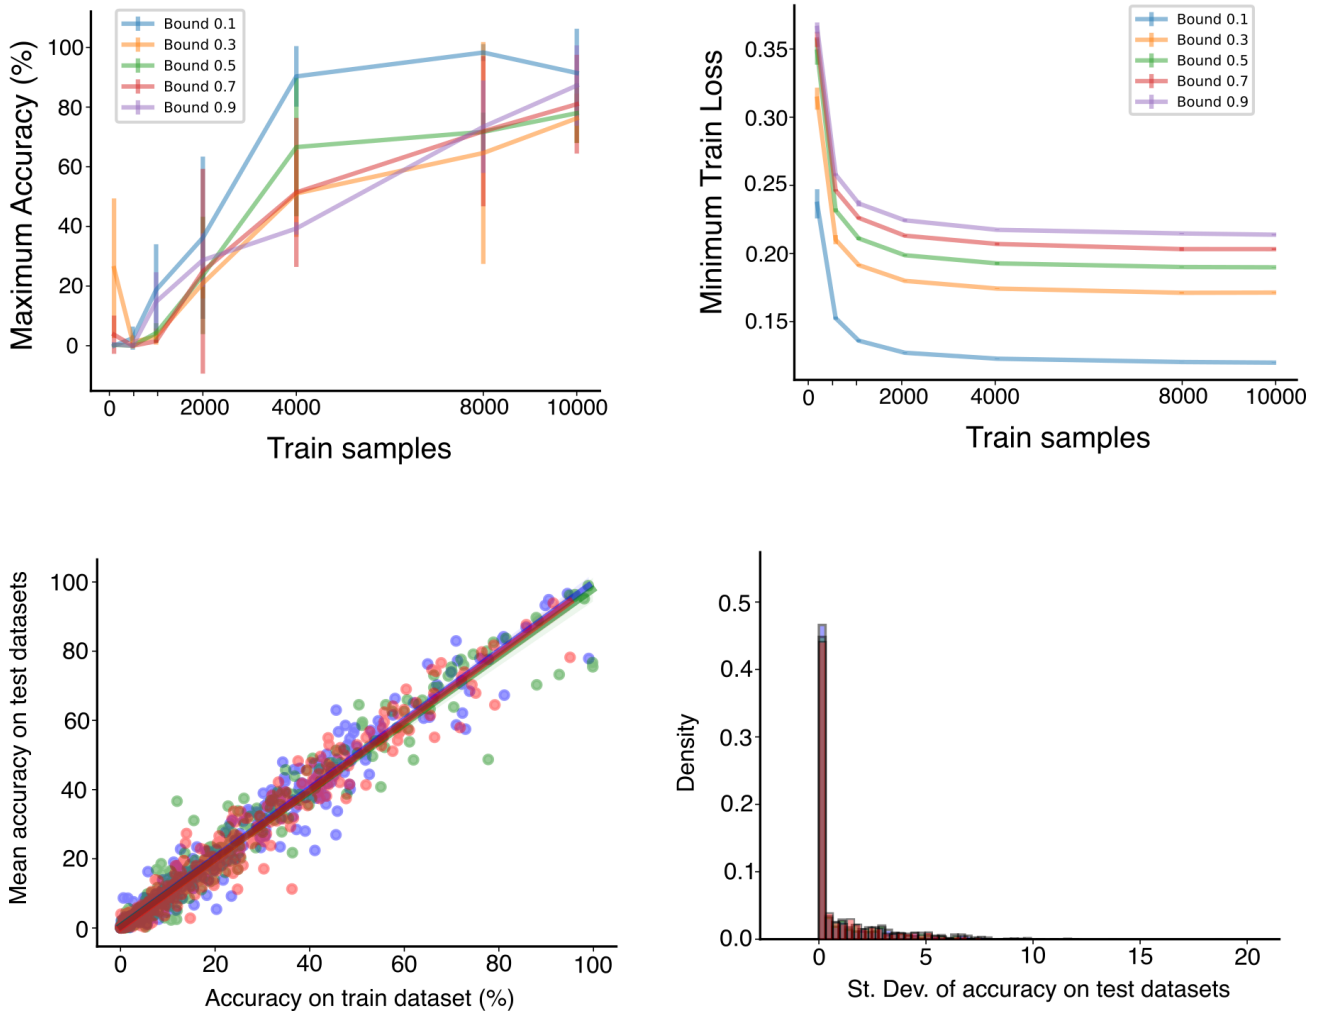 Maximum Accuracy (%)
100
80
60
40
20
0
Bound 0.1
Bound 0.3
Bound 0.5
Bound 0.7
Bound 0.9
0
2000
4000
8000
10000
Train samples
Minimum Train Loss
0.35
0.30
0.25
0.20
0.15
Bound 0.1
Bound 0.3
Bound 0.5
Bound 0.7
Bound 0.9
0
2000
4000
8000
10000
Train samples
Mean accuracy on test datasets
100
80
60
40
20
0
0
20
40
60
80
100
Accuracy on train dataset (%)
Density
0.5
0.4
0.3
0.2
0.1
0.0
0
5
10
15
20
St. Dev. of accuracy on test datasets